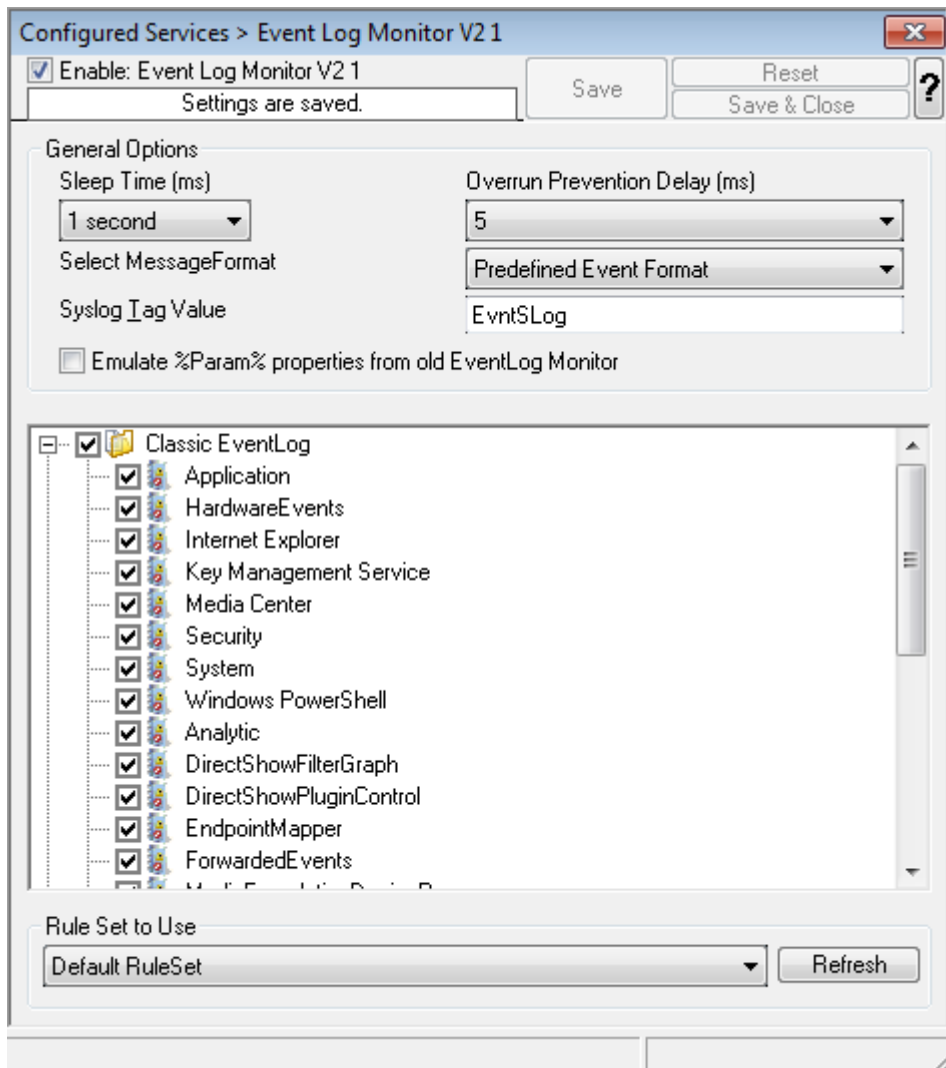 Configured Services > Event Log Monitor V2 1
Enable: Event Log Monitor V2 1
Settings are saved.
Save
Reset
Save & Close
?
General Options
Sleep Time (ms)
Overrun Prevention Delay (ms)
1 second
5
Select MessageFormat
Predefined Event Format
Syslog Tag Value
EvntSLog
Emulate %Param% properties from old EventLog Monitor
Classic EventLog
Application
HardwareEvents
Internet Explorer
Key Management Service
Media Center
Security
System
Windows PowerShell
Analytic
DirectShowFilterGraph
DirectShowPluginControl
EndpointMapper
ForwardedEvents
Rule Set to Use
Default RuleSet
Refresh